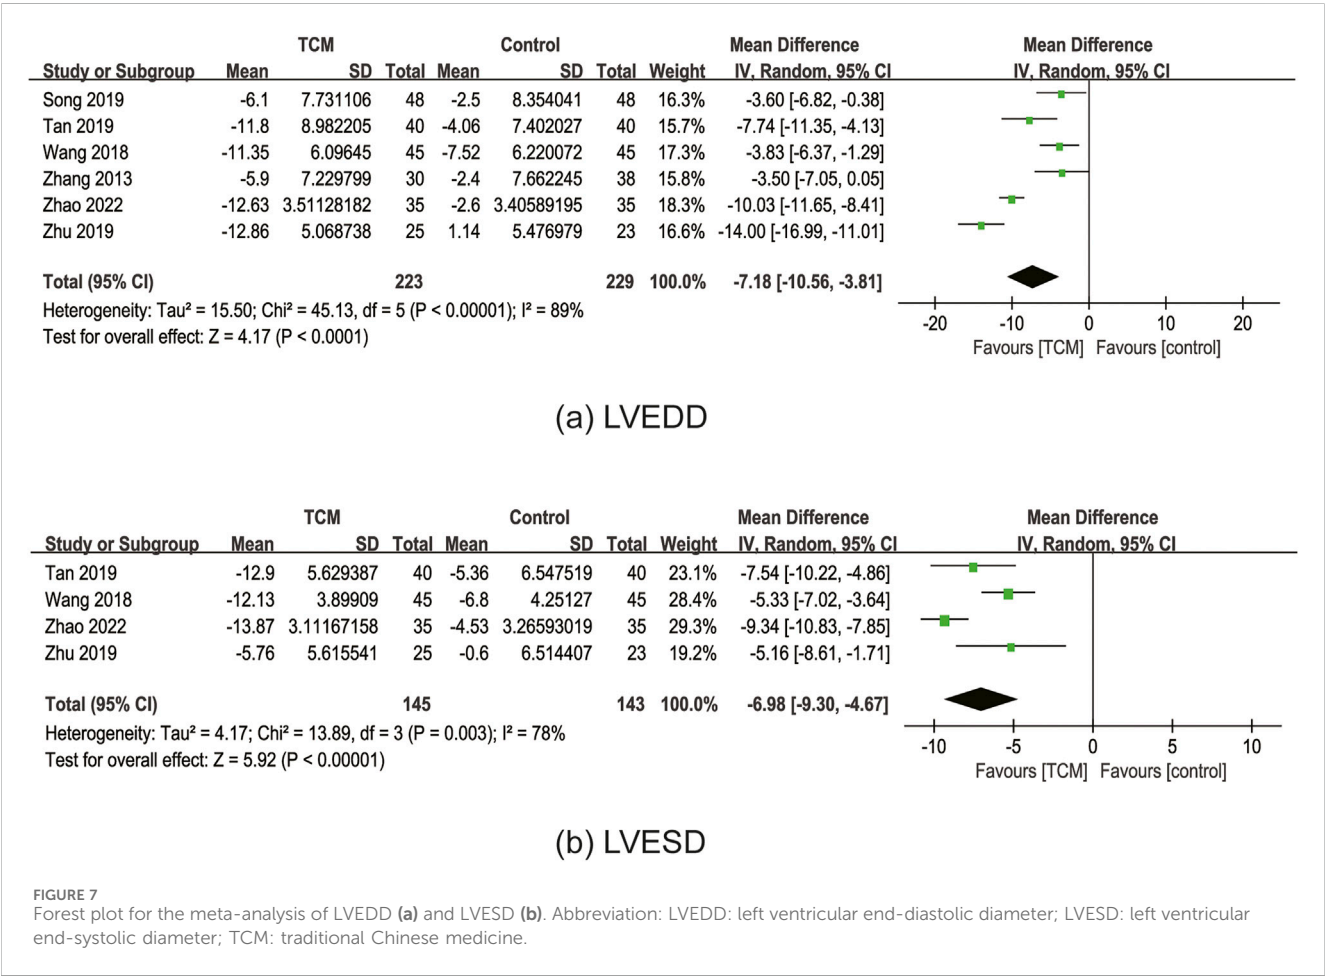 TCM Control Mean Difference Mean Difference
Study or Subgroup Mean SD Total Mean SD Total Weight IV, Random, 95% CI IV, Random, 95% CI
Song 2019 -6.1 7.731106 48 -2.5 8.354041 48 16.3% -3.60 [-6.82, -0.38]
Tan 2019 -11.8 8.982205 40 -4.06 7.402027 40 15.7% -7.74 [-11.35, -4.13]
Wang 2018 -11.35 6.09645 45 -7.52 6.220072 45 17.3% -3.83 [-6.37, -1.29]
Zhang 2013 -5.9 7.229799 30 -2.4 7.662245 38 15.8% -3.50 [-7.05, 0.05]
Zhao 2022 -12.63 3.51128182 35 -2.6 3.40589195 35 18.3% -10.03 [-11.65, -8.41]
Zhu 2019 -12.86 5.068738 25 1.14 5.476979 23 16.6% -14.00 [-16.99, -11.01]
Total (95% CI) 223 229 100.0% -7.18 [-10.56, -3.81]
Heterogeneity: Tau² = 15.50; Chi² = 45.13, df = 5 (P < 0.00001); I² = 89%
Test for overall effect: Z = 4.17 (P < 0.0001)
-20 -10 0 10 20
Favours [TCM] Favours [control]
(a) LVEDD
TCM Control Mean Difference Mean Difference
Study or Subgroup Mean SD Total Mean SD Total Weight IV, Random, 95% CI IV, Random, 95% CI
Tan 2019 -12.9 5.629387 40 -5.36 6.547519 40 23.1% -7.54 [-10.22, -4.86]
Wang 2018 -12.13 3.89909 45 -6.8 4.25127 45 28.4% -5.33 [-7.02, -3.64]
Zhao 2022 -13.87 3.11167158 35 -4.53 3.26593019 35 29.3% -9.34 [-10.83, -7.85]
Zhu 2019 -5.76 5.615541 25 -0.6 6.514407 23 19.2% -5.16 [-8.61, -1.71]
Total (95% CI) 145 143 100.0% -6.98 [-9.30, -4.67]
Heterogeneity: Tau² = 4.17; Chi² = 13.89, df = 3 (P = 0.003); I² = 78%
Test for overall effect: Z = 5.92 (P < 0.00001)
-10 -5 0 5 10
Favours [TCM] Favours [control]
(b) LVESD
FIGURE 7
Forest plot for the meta-analysis of LVEDD (a) and LVESD (b). Abbreviation: LVEDD: left ventricular end-diastolic diameter; LVESD: left ventricular
end-systolic diameter; TCM: traditional Chinese medicine.